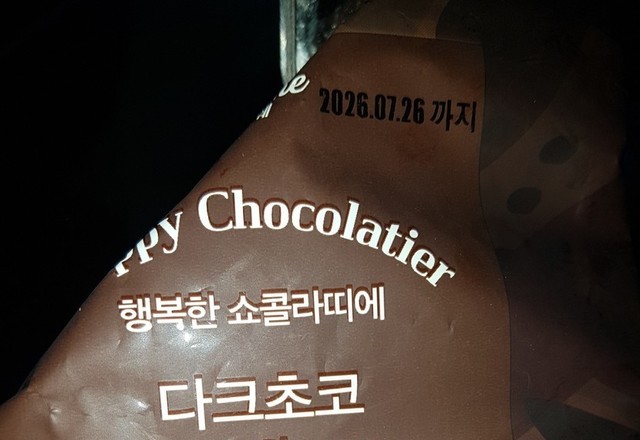 2026.07.26 까지
ppy Chocolatier
행복한 쇼콜라띠에
다크초코